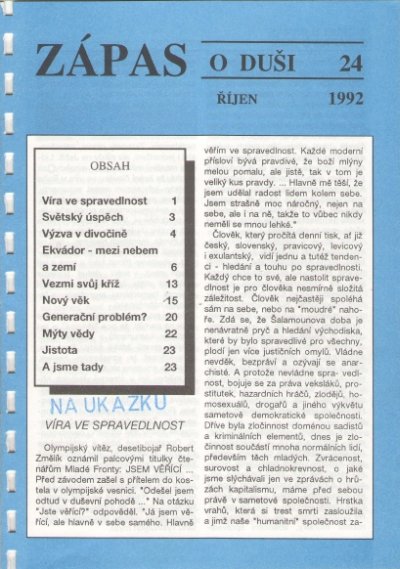 ZÁPAS O DUŠI 24
ŘÍJEN 1992
OBSAH
Víra ve spravedlnost 1
Světský úspěch 3
Výzva v divočině 4
Ekvádor - mezi nebem
a zemí 6
Vezmi svůj kříž 13
Nový věk 15
Generační problém? 20
Mýty vědy 22
Jistota 23
A jsme tady 23
NA UKÁZKU
VÍRA VE SPRAVEDLNOST
Olympijský vítěz, desetibojař Robert
Změlík oznámil palcovými titulky čte-
nářům Mladé Fronty: JSEM VĚŘÍCÍ ...
Před závodem zašel s přítelem do kos-
tela v olympijské vesnici. "Odešel jsem
odtud v duševní pohodě ..." Na otázku
"Jste věřící?" odpověděl. "Já jsem vě-
řící, ale hlavně v sebe samého. Hlavně
věřím ve spravedlnost. Každé moderní
přísloví bývá pravdivé, že boží mlýny
melou pomalu, ale jistě, tak v tom je
veliký kus pravdy. ... Hlavně mě těší, že
jsem udělal radost lidem kolem sebe.
Jsem strašně moc náročný, nejen na
sebe, ale i na ně, takže to vůbec nikdy
neměli se mnou lehké."
Člověk, který pročítá denní tisk, ať již
český, slovenský, pravicový, levicový
i exulantský, vidí jednu a tutéž tenden-
ci - hledání a touhu po spravedlnosti.
Každý chce to své, ale nastolit sprave-
dlnost je pro člověka nesmírně složitá
záležitost. Člověk nejčastěji spoléhá
sám na sebe, nebo na "moudré" naho-
ře. Zdá se, že Šalamounova doba je
nenávratně pryč a hledání východiska,
které by bylo spravedlivé pro všechny,
plodí jen více justičních omylů. Vládne
nevděk, bezpráví a ozývají se anar-
chisté. A protože nevládne sprave-
dlnost, bojuje se za práva veksláků, pro-
stitutek, hazardních hráčů, zlodějů, ho-
mosexuálů, drogařů a jiného výkvětu
sametově demokratické společnosti.
Dříve byla zločinnost doménou sadistů
a kriminálních elementů, dnes je zlo-
činnost součástí mnoha normálních lidí,
především těch mladých. Zvrácenost,
surovost a chladnokrevnost, o jaké
jsme slýchávali jen ve zprávách o hrů-
zách kapitalismu, máme před sebou
právě v sametové společnosti. Hrstka
vrahů, která si trest smrti zasloužila
a jimž naše "humanitní" společnost za-